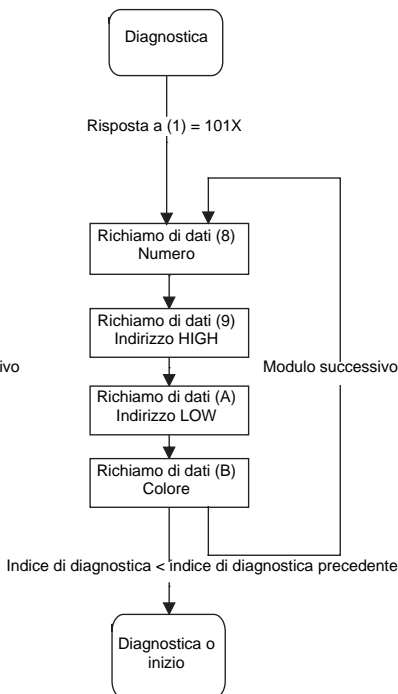 Diagnostica
Risposta a (1) = 101X
Richiamo di dati (8)
Numero
Richiamo di dati (9)
Indirizzo HIGH
ivo
Modulo successivo
Richiamo di dati (A)
Indirizzo LOW
Richiamo di dati (B)
Colore
Indice di diagnostica < indice di diagnostica precedente
Diagnostica o
inizio